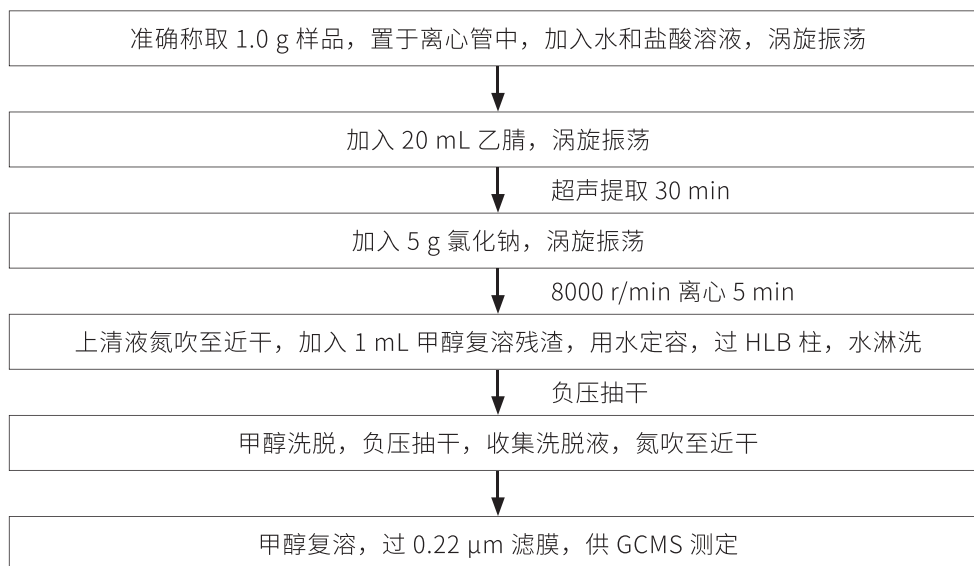 准确称取 1.0 g 样品，置于离心管中，加入水和盐酸溶液，涡旋振荡
加入 20 mL 乙腈，涡旋振荡
超声提取 30 min
加入 5 g 氯化钠，涡旋振荡
8000 r/min 离心 5 min
上清液氮吹至近干，加入 1 mL 甲醇复溶残渣，用水定容，过 HLB 柱，水淋洗
负压抽干
甲醇洗脱，负压抽干，收集洗脱液，氮吹至近干
甲醇复溶，过 0.22 μm 滤膜，供 GCMS 测定